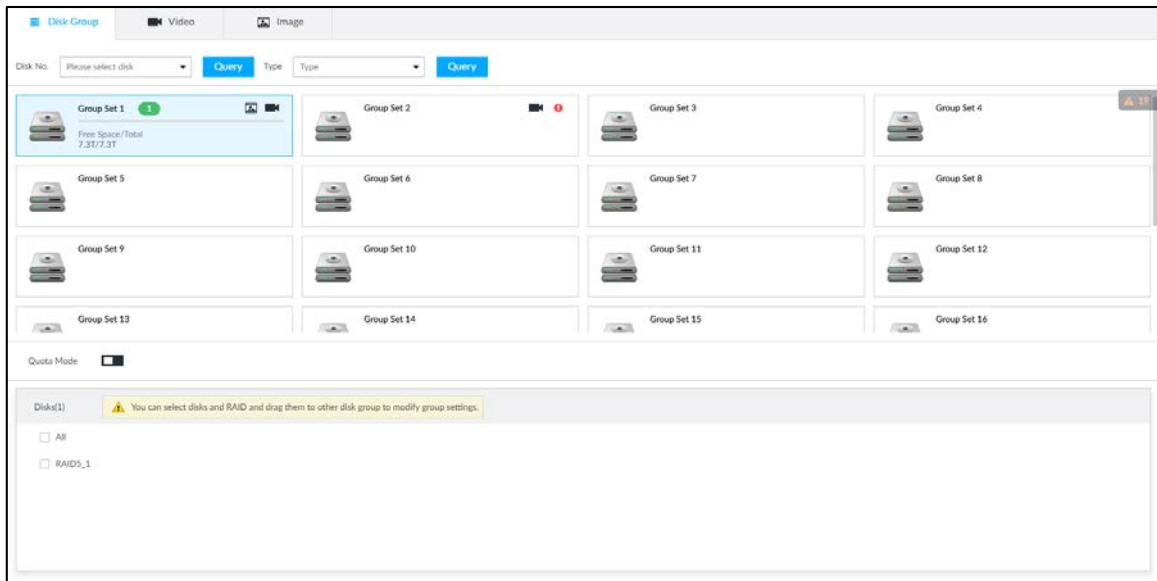 Disk Group Video Image
Disk No. Please select disk Query Type Type Query
Group Set 1 1 Group Set 2 Group Set 3 Group Set 4 19
Free Space/Total
7.3T/7.3T
Group Set 5 Group Set 6 Group Set 7 Group Set 8
Group Set 9 Group Set 10 Group Set 11 Group Set 12
Group Set 13 Group Set 14 Group Set 15 Group Set 16
Quota Mode
Disks(1) You can select disks and RAID and drag them to other disk group to modify group settings.
All
RAID5_1